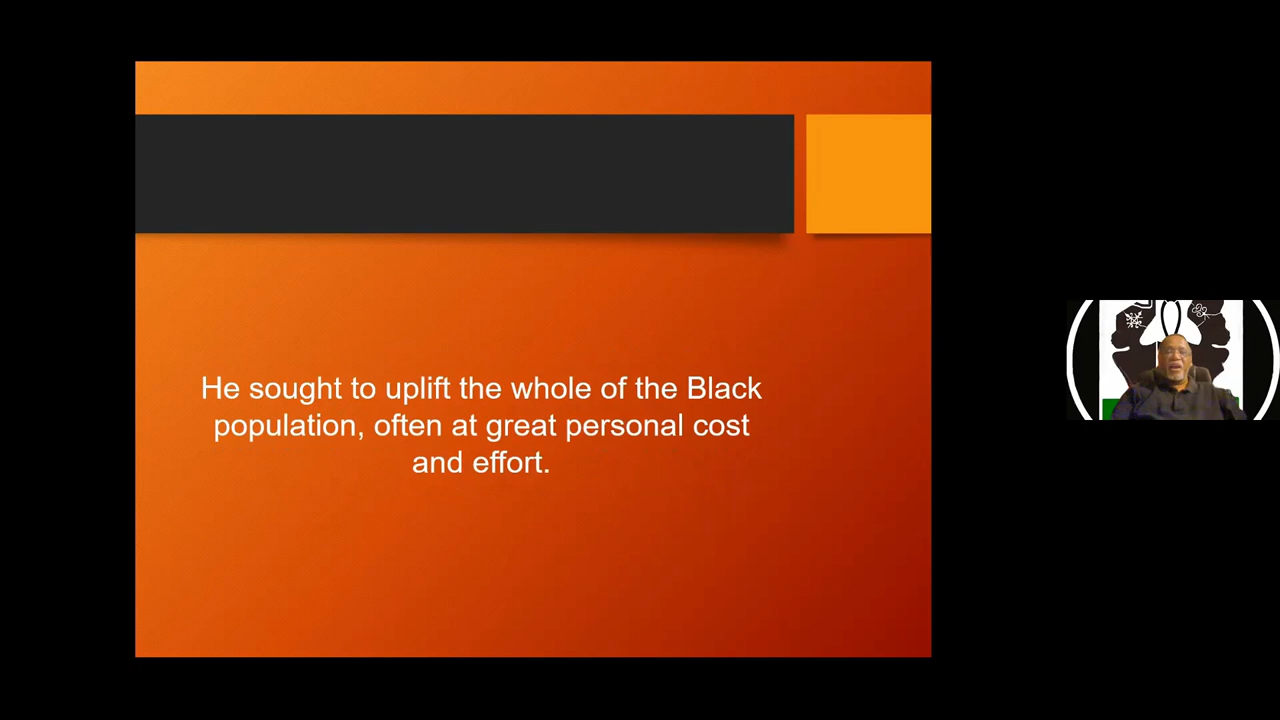 He sought to uplift the whole of the Black
population, often at great personal cost
and effort.